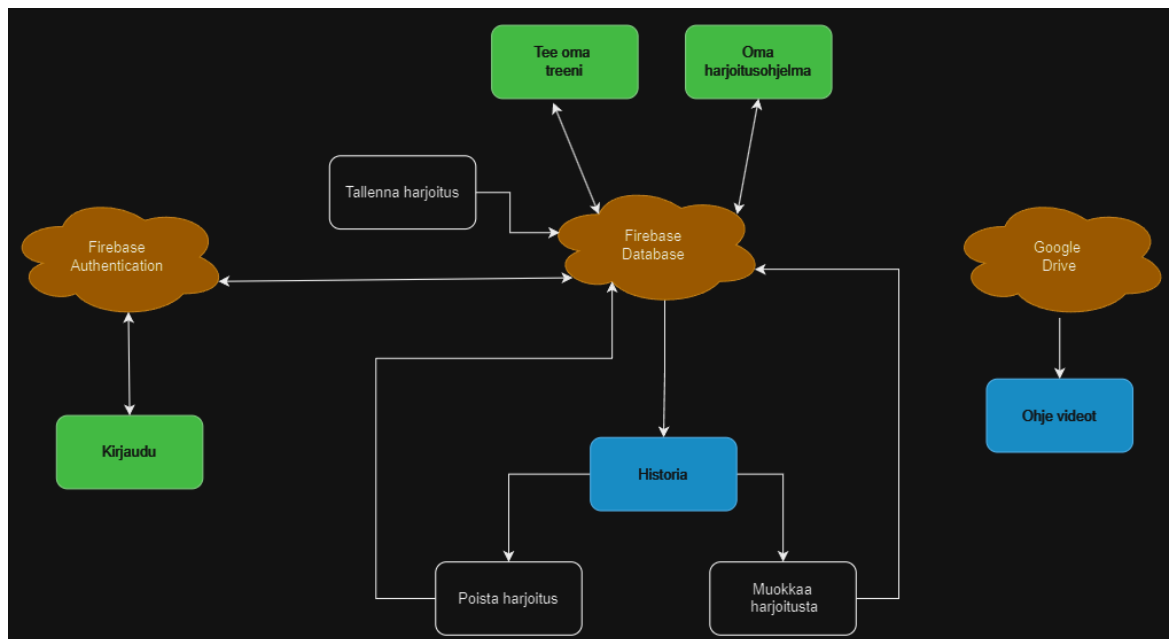 Tee oma
treeni
Oma
harjoitusohjelma
Tallenna harjoitus
Firebase
Authentication
Firebase
Database
Google
Drive
Kirjaudu
Historia
Ohje videot
Poista harjoitus
Muokkaa
harjoitusta